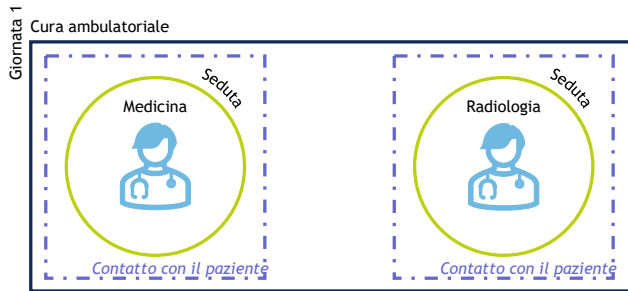 Giornata 1
Cura ambulatoriale
Seduta
Medicina
Contatto con il paziente
Seduta
Radiologia
Contatto con il paziente